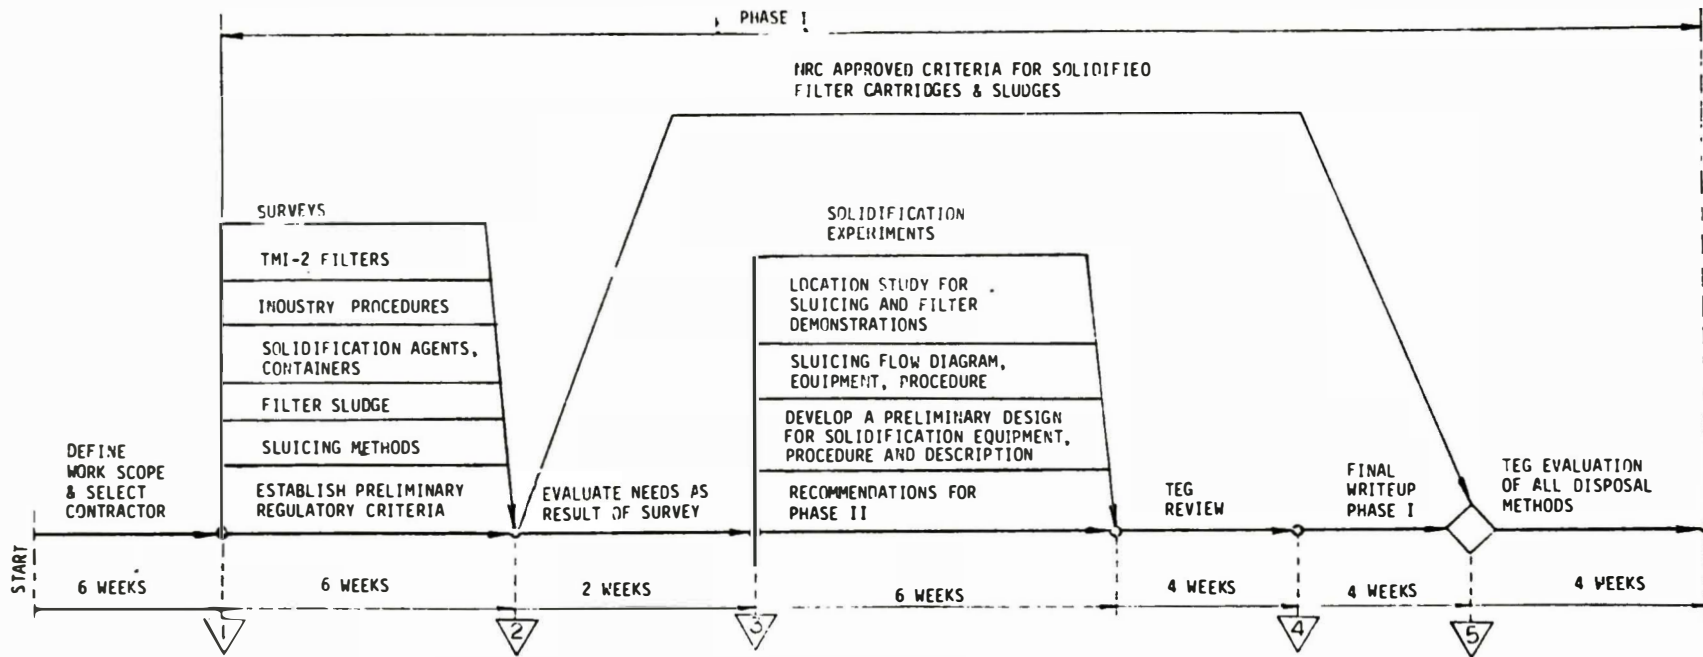 PHASE I
NRC APPROVED CRITERIA FOR SOLIDIFIED
FILTER CARTRIDGES & SLUDGES
SURVEYS
TMI-2 FILTERS
INDUSTRY PROCEDURES
SOLIDIFICATION AGENTS,
CONTAINERS
FILTER SLUDGE
SLUICING METHODS
ESTABLISH PRELIMINARY
REGULATORY CRITERIA
SOLIDIFICATION
EXPERIMENTS
LOCATION STUDY FOR
SLUICING AND FILTER
DEMONSTRATIONS
SLUICING FLOW DIAGRAM,
EQUIPMENT, PROCEDURE
DEVELOP A PRELIMINARY DESIGN
FOR SOLIDIFICATION EQUIPMENT,
PROCEDURE AND DESCRIPTION
RECOMMENDATIONS FOR
PHASE II
START
DEFINE
WORK SCOPE
& SELECT
CONTRACTOR
EVALUATE NEEDS AS
RESULT OF SURVEY
TEG
REVIEW
FINAL
WRITEUP
PHASE I
TEG EVALUATION
OF ALL DISPOSAL
METHODS
6 WEEKS
6 WEEKS
2 WEEKS
6 WEEKS
4 WEEKS
4 WEEKS
4 WEEKS
1
2
3
4
5